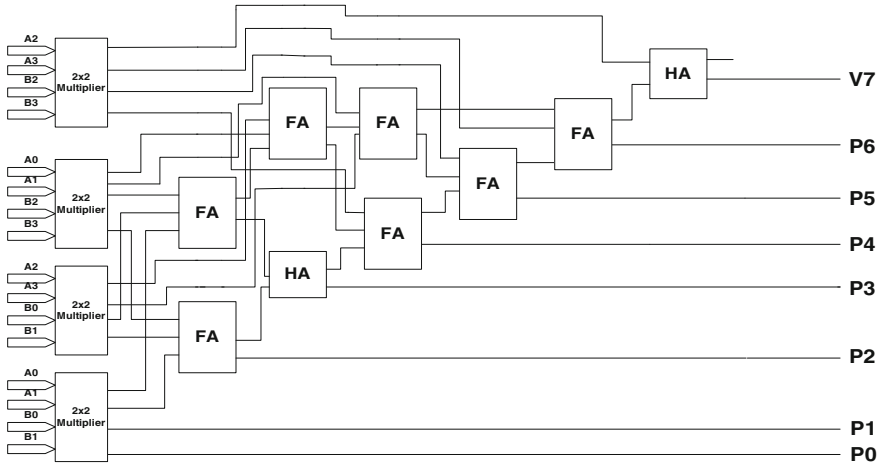 A2
A3
B2
B3
2x2
Multiplier
A0
A1
B2
B3
2x2
Multiplier
A2
A3
B0
B1
2x2
Multiplier
A0
A1
B0
B1
2x2
Multiplier
FA
FA
FA
FA
HA
FA
FA
FA
HA
V7
P6
P5
P4
P3
P2
P1
P0